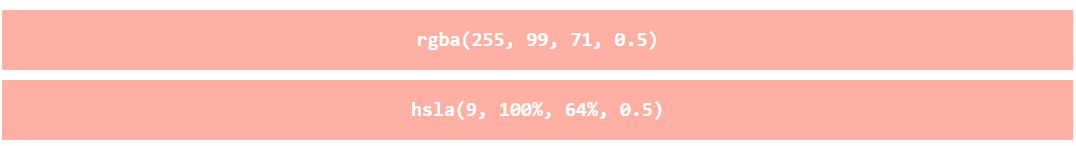 rgba(255, 99, 71, 0.5)
hsla(9, 100%, 64%, 0.5)